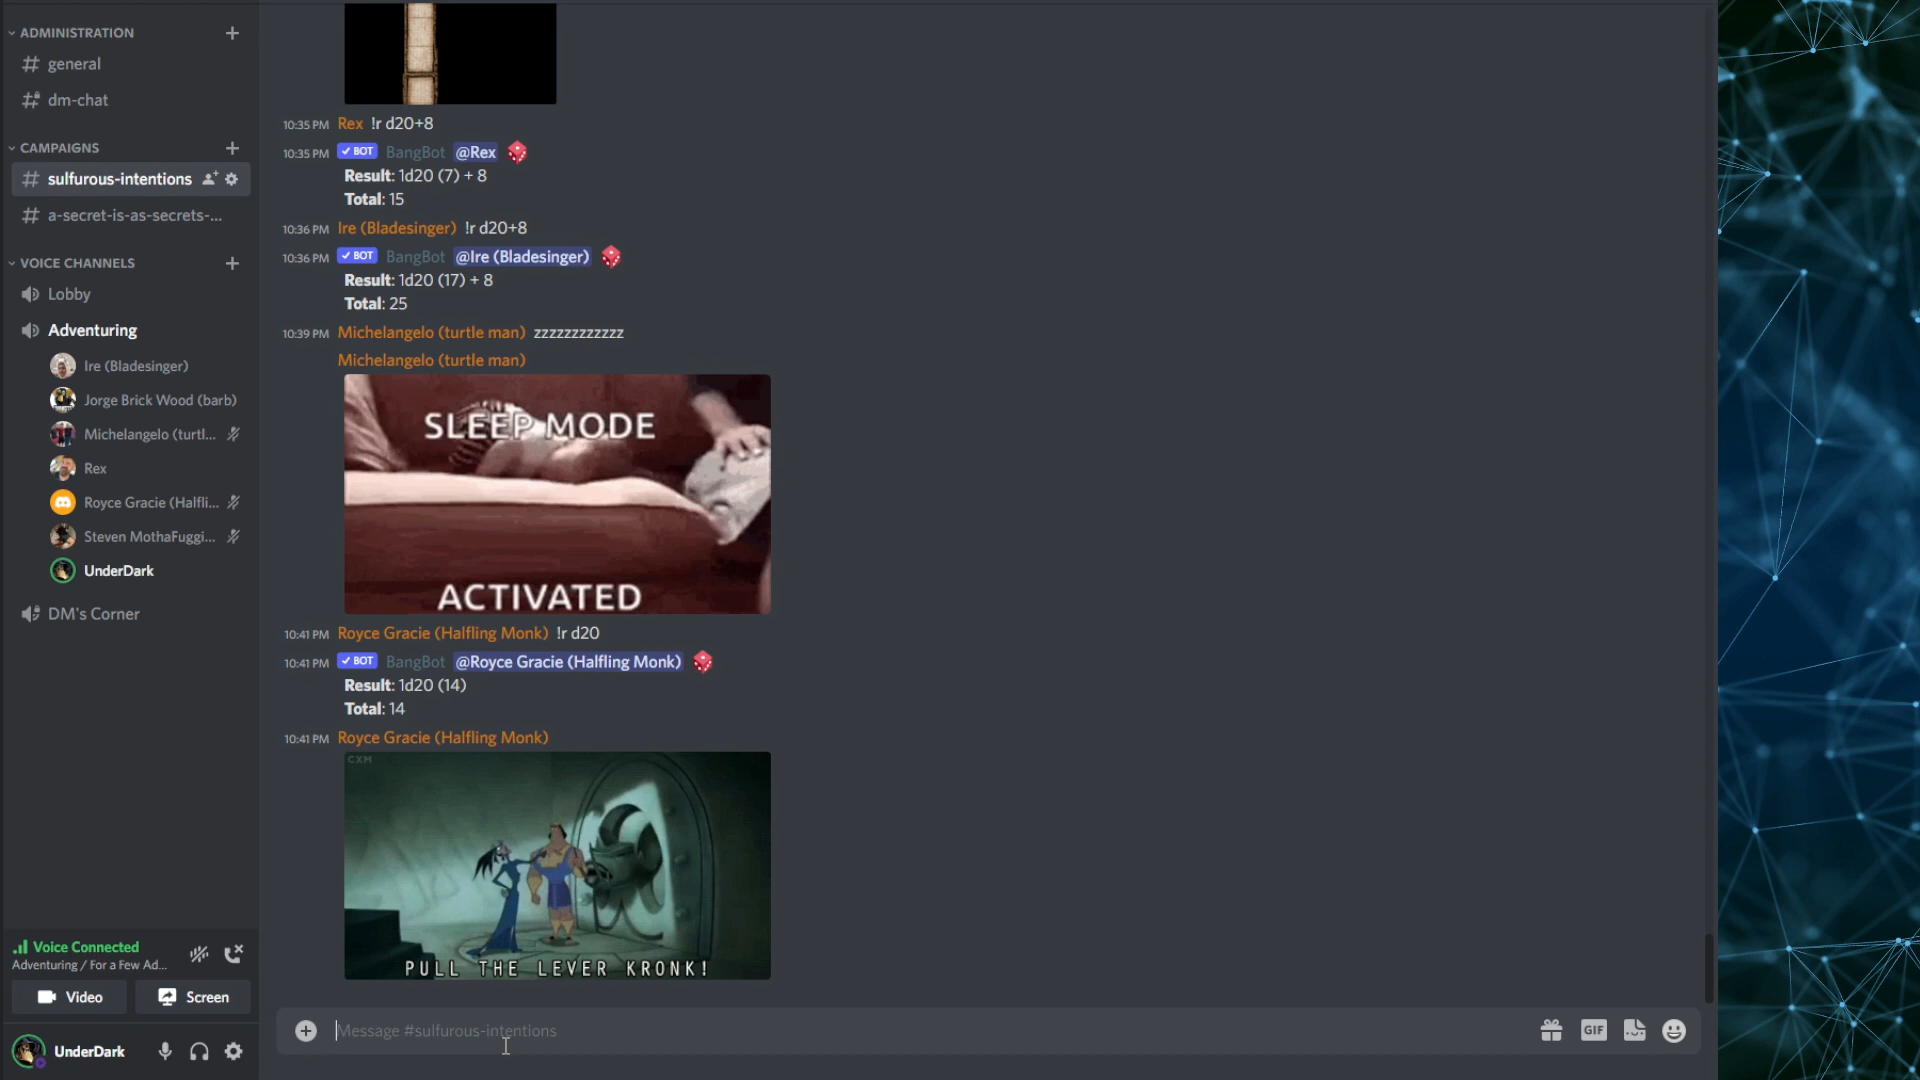 ADMINISTRATION
general
dm-chat
CAMPAIGNS
sulfurous-intentions
a-secret-is-as-secrets-...
VOICE CHANNELS
Lobby
Adventuring
Ire (Bladesinger)
Jorge Brick Wood (barb)
Michelangelo (turtl...
Rex
Royce Gracie (Halfli...
Steven MothaFuggi...
UnderDark
DM's Corner
Voice Connected
Adventuring / For a Few Ad...
Video Screen
UnderDark
10:35 PM Rex !r d20+8
10:35 PM BOT BangBot @Rex
Result: 1d20 (7) + 8
Total: 15
10:36 PM Ire (Bladesinger) !r d20+8
10:36 PM BOT BangBot @Ire (Bladesinger)
Result: 1d20 (17) + 8
Total: 25
10:39 PM Michelangelo (turtle man) zzzzzzzzzzzz
Michelangelo (turtle man)
SLEEP MODE
ACTIVATED
10:41 PM Royce Gracie (Halfling Monk) !r d20
10:41 PM BOT BangBot @Royce Gracie (Halfling Monk)
Result: 1d20 (14)
Total: 14
10:41 PM Royce Gracie (Halfling Monk)
CXM
PULL THE LEVER KRONK!
Message #sulfurous-intentions
GIF